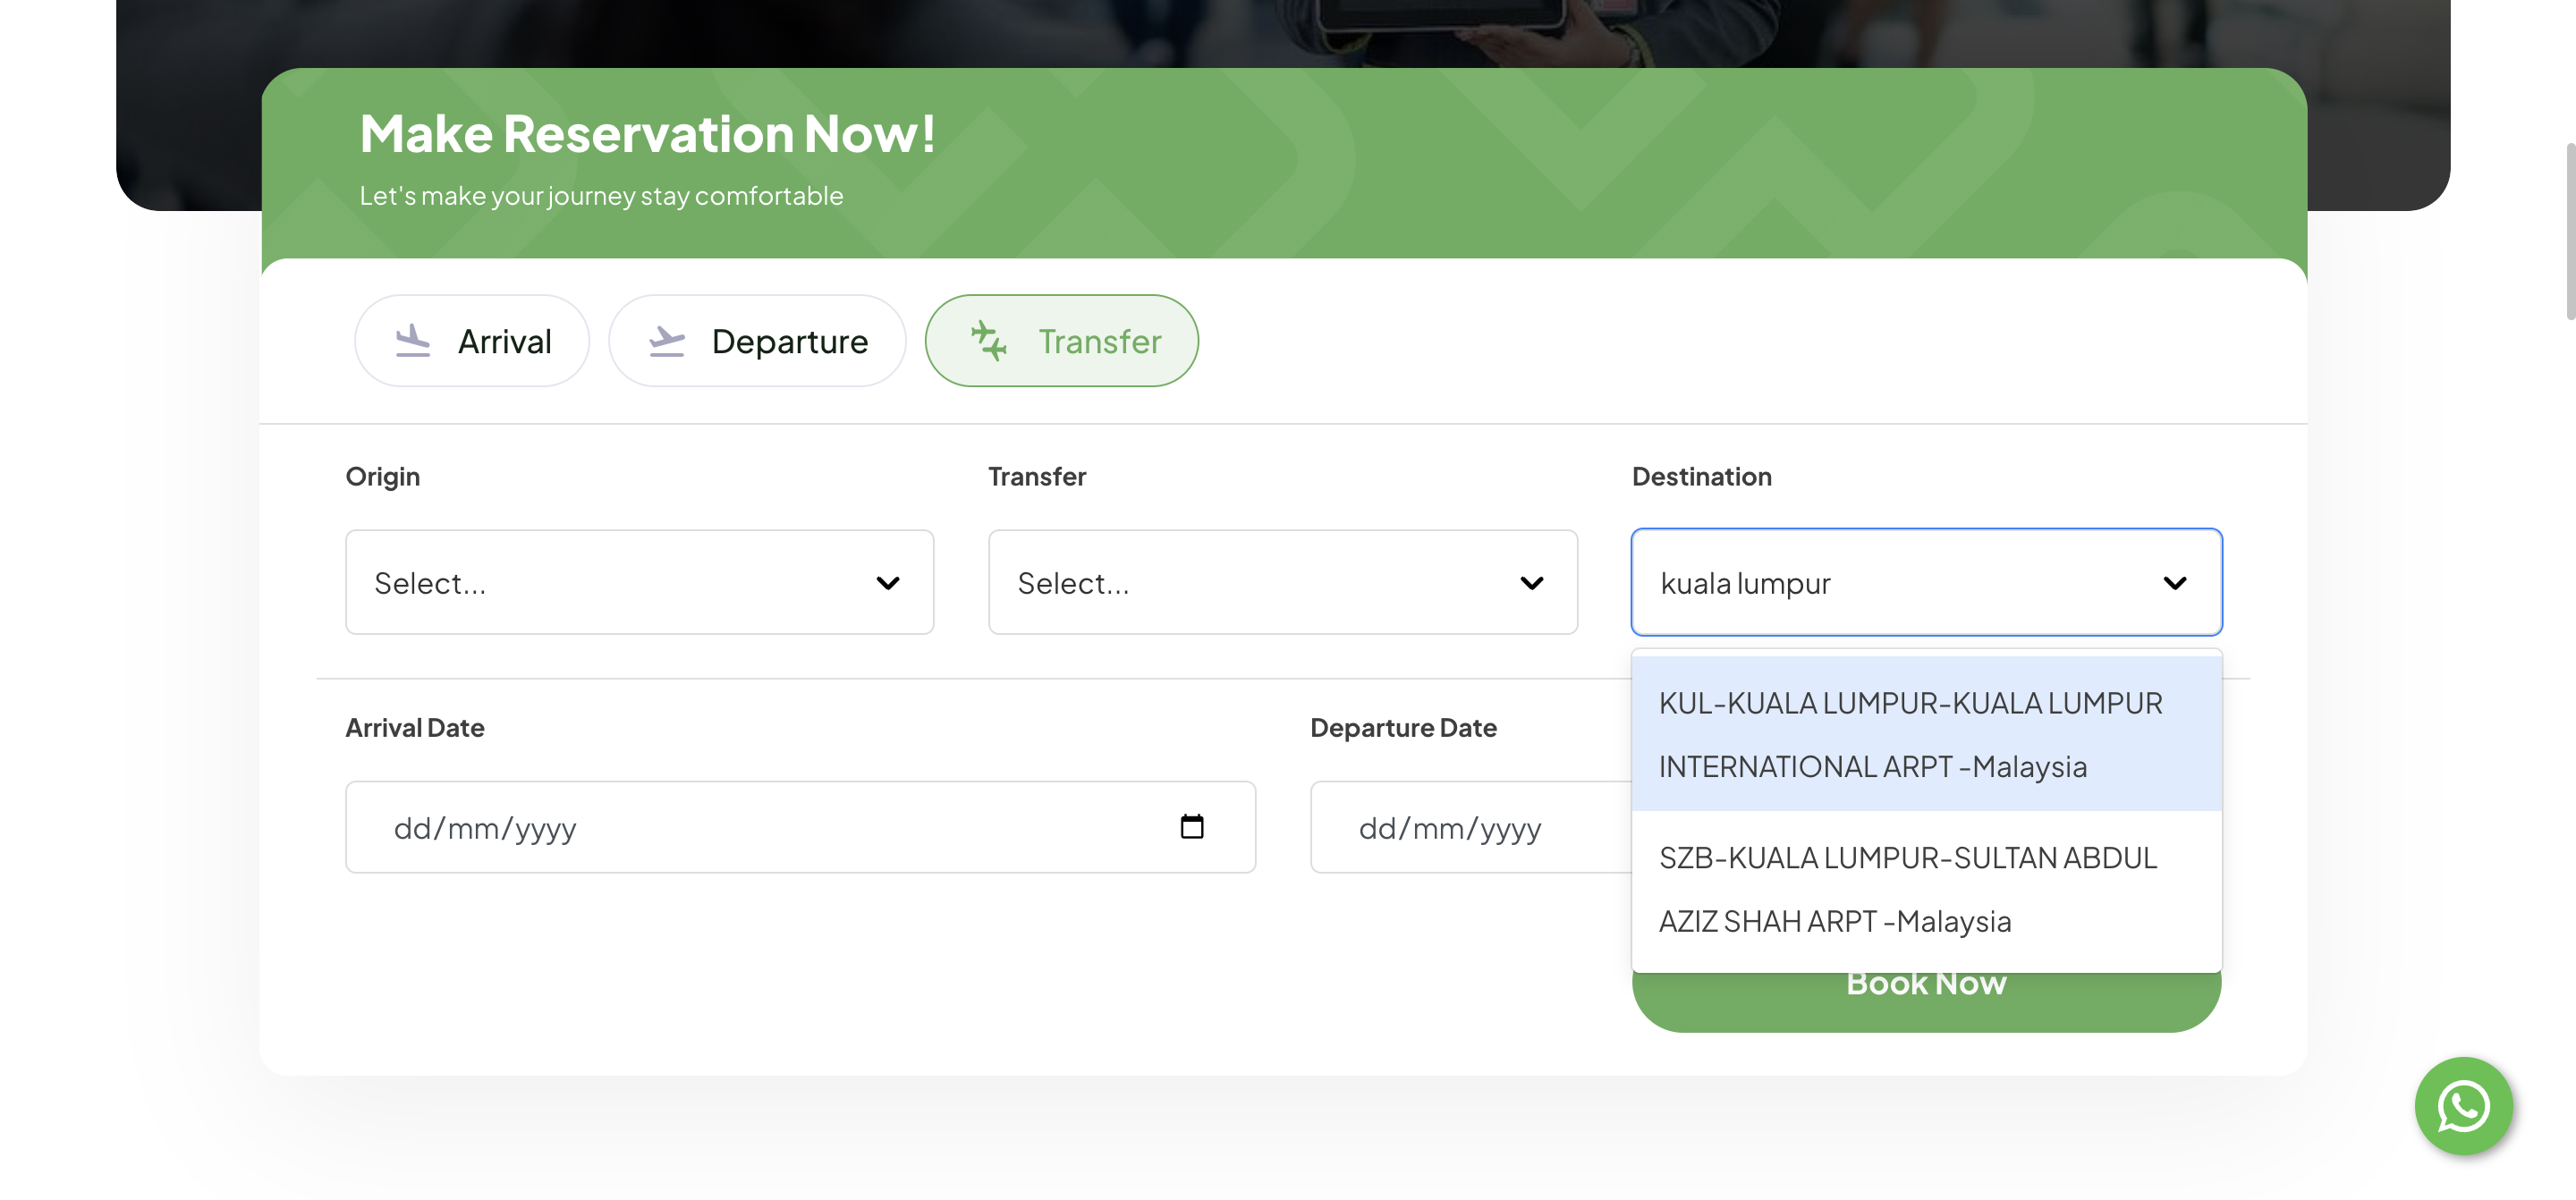 Make Reservation Now!
Let's make your journey stay comfortable
Arrival
Departure
Transfer
Origin
Transfer
Destination
Select...
Select...
kuala lumpur
KUL-KUALA LUMPUR-KUALA LUMPUR
INTERNATIONAL ARPT -Malaysia
SZB-KUALA LUMPUR-SULTAN ABDUL
AZIZ SHAH ARPT -Malaysia
Arrival Date
Departure Date
dd/mm/yyyy
dd/mm/yyyy
Book Now